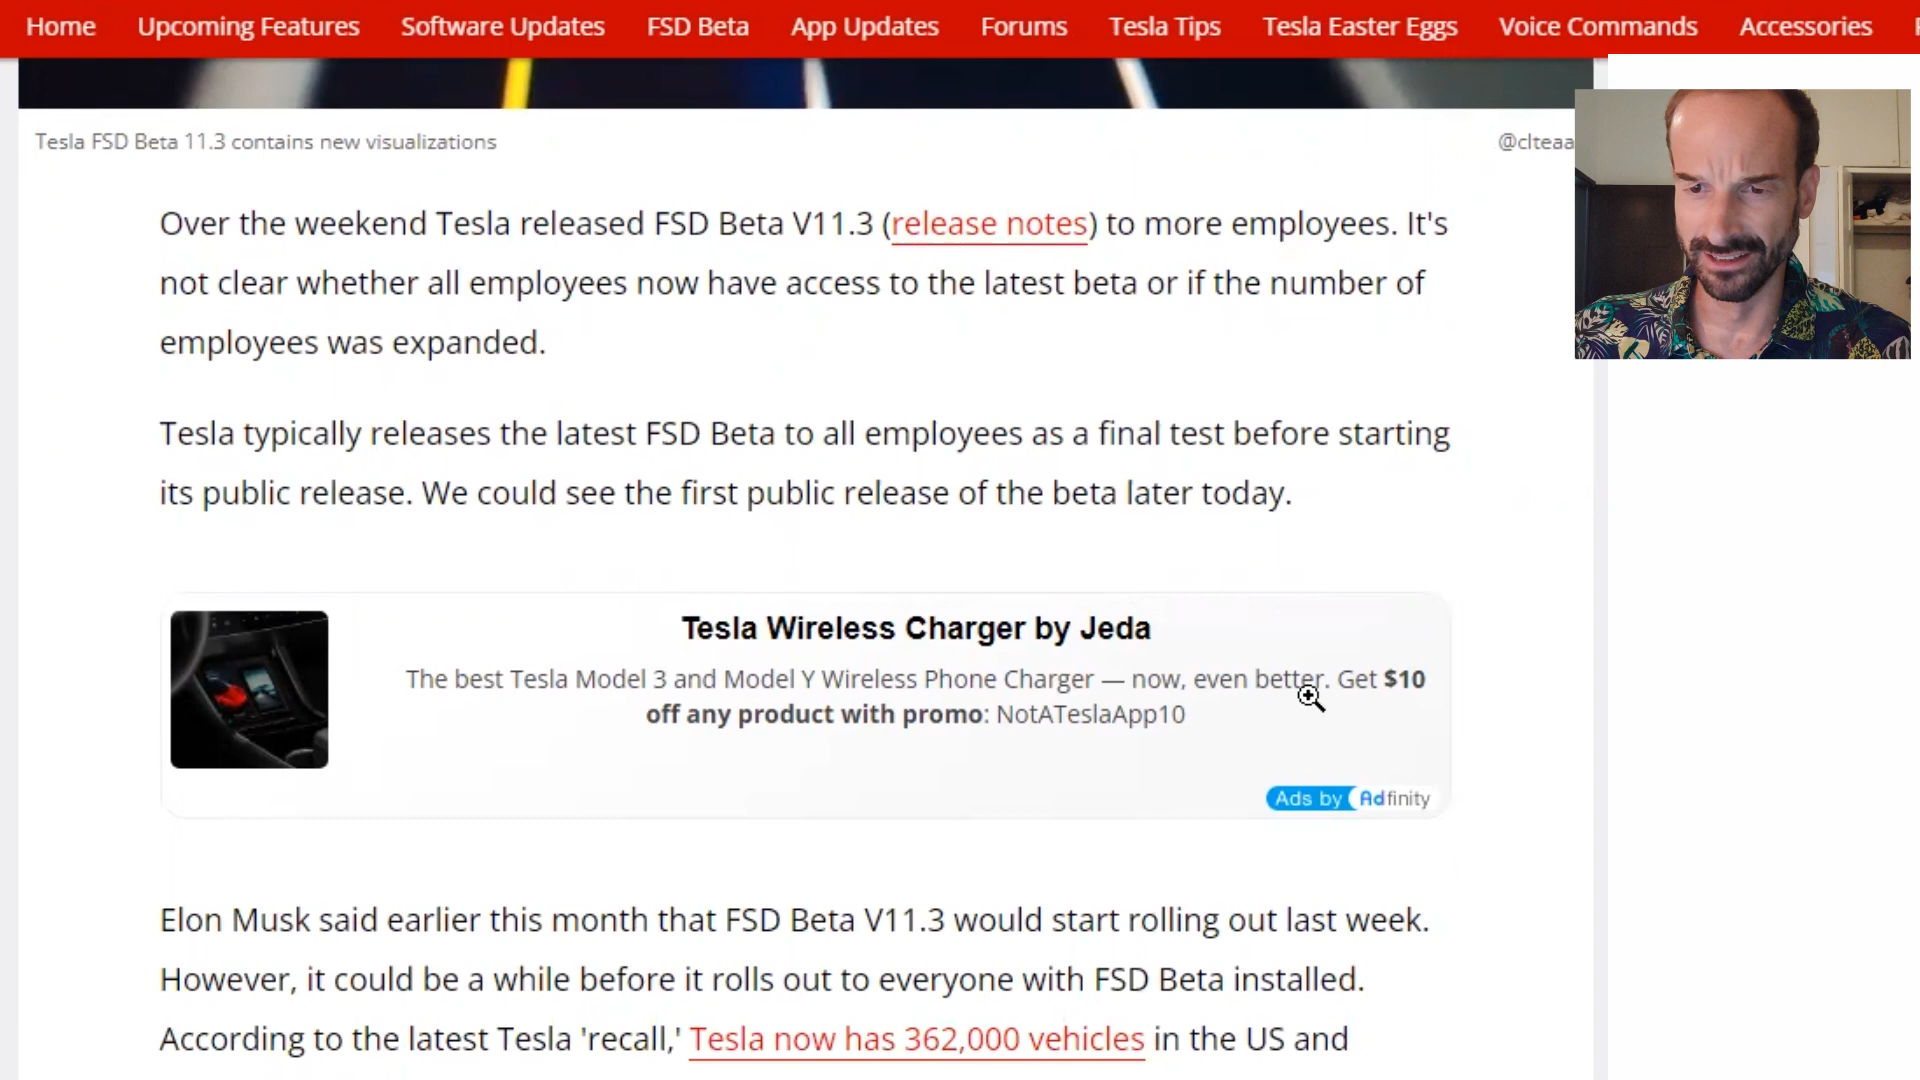 Home Upcoming Features Software Updates FSD Beta App Updates Forums Tesla Tips Tesla Easter Eggs Voice Commands Accessories
Tesla FSD Beta 11.3 contains new visualizations
@clteaa
Over the weekend Tesla released FSD Beta V11.3 (release notes) to more employees. It's
not clear whether all employees now have access to the latest beta or if the number of
employees was expanded.
Tesla typically releases the latest FSD Beta to all employees as a final test before starting
its public release. We could see the first public release of the beta later today.
Tesla Wireless Charger by Jeda
The best Tesla Model 3 and Model Y Wireless Phone Charger — now, even better. Get $10
off any product with promo: NotATeslaApp10
Ads by Adfinity
Elon Musk said earlier this month that FSD Beta V11.3 would start rolling out last week.
However, it could be a while before it rolls out to everyone with FSD Beta installed.
According to the latest Tesla 'recall,' Tesla now has 362,000 vehicles in the US and